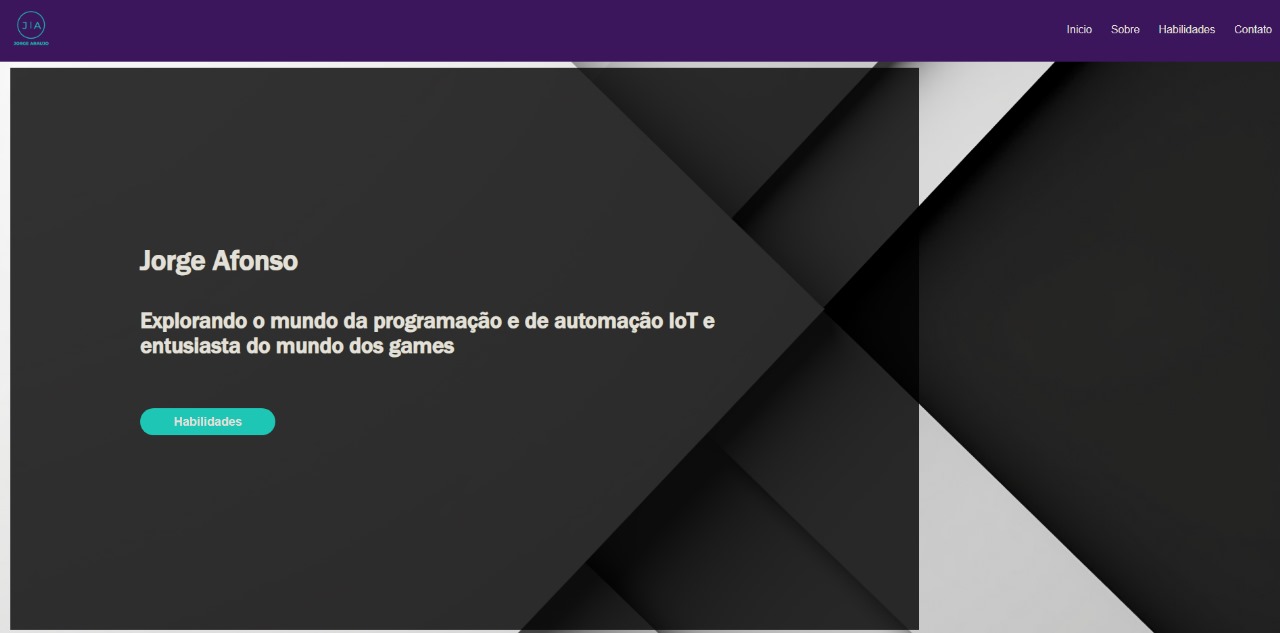 J | A
JORGE ARAUJO
Inicio
Sobre
Habilidades
Contato
Jorge Afonso
Explorando o mundo da programação e de automação IoT e
entusiasta do mundo dos games
Habilidades